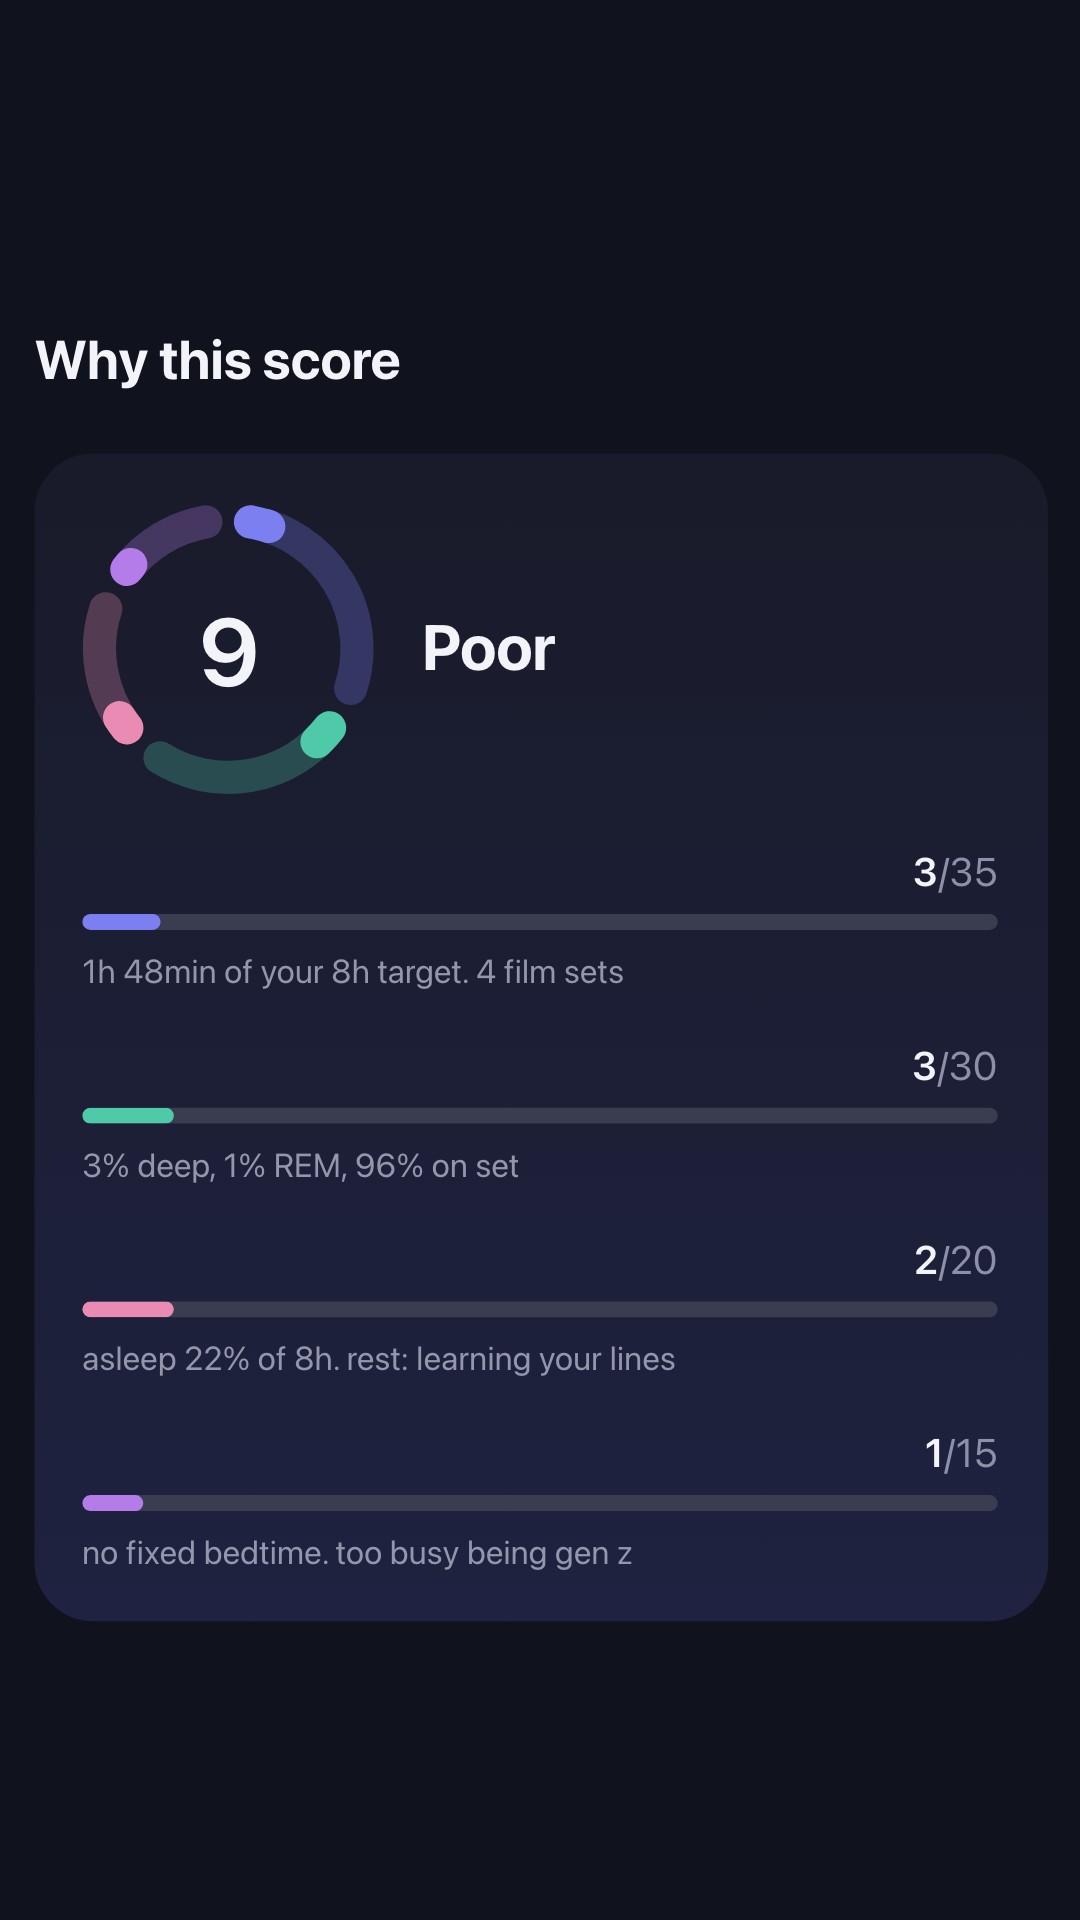 Why this score
9
Poor
3/35
1h 48min of your 8h target. 4 film sets
3/30
3% deep, 1% REM, 96% on set
2/20
asleep 22% of 8h. rest: learning your lines
1/15
no fixed bedtime. too busy being gen z